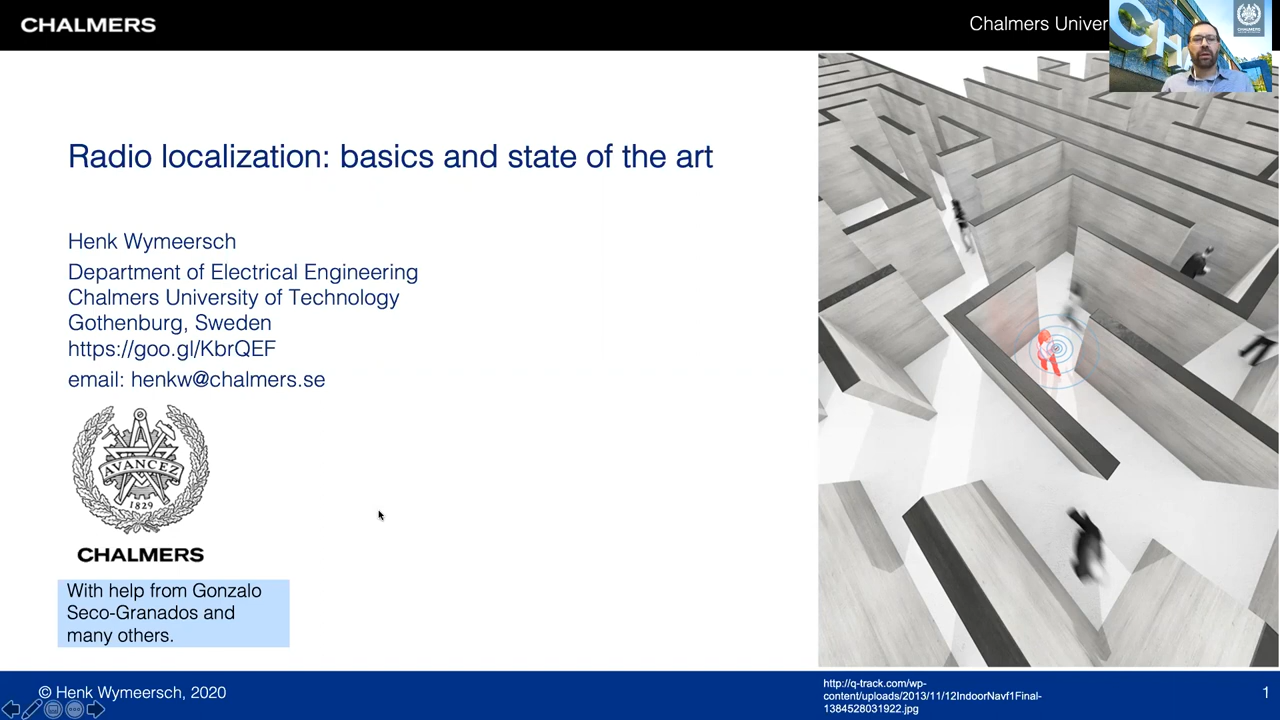 CHALMERS
Chalmers Univer
Radio localization: basics and state of the art
Henk Wymeersch
Department of Electrical Engineering
Chalmers University of Technology
Gothenburg, Sweden
https://goo.gl/KbrQEF
email: henkw@chalmers.se
AVANCEZ
1829
CHALMERS
With help from Gonzalo
Seco-Granados and
many others.
© Henk Wymeersch, 2020
http://q-track.com/wp-
content/uploads/2013/11/12IndoorNavf1Final-
1384528031922.jpg
1